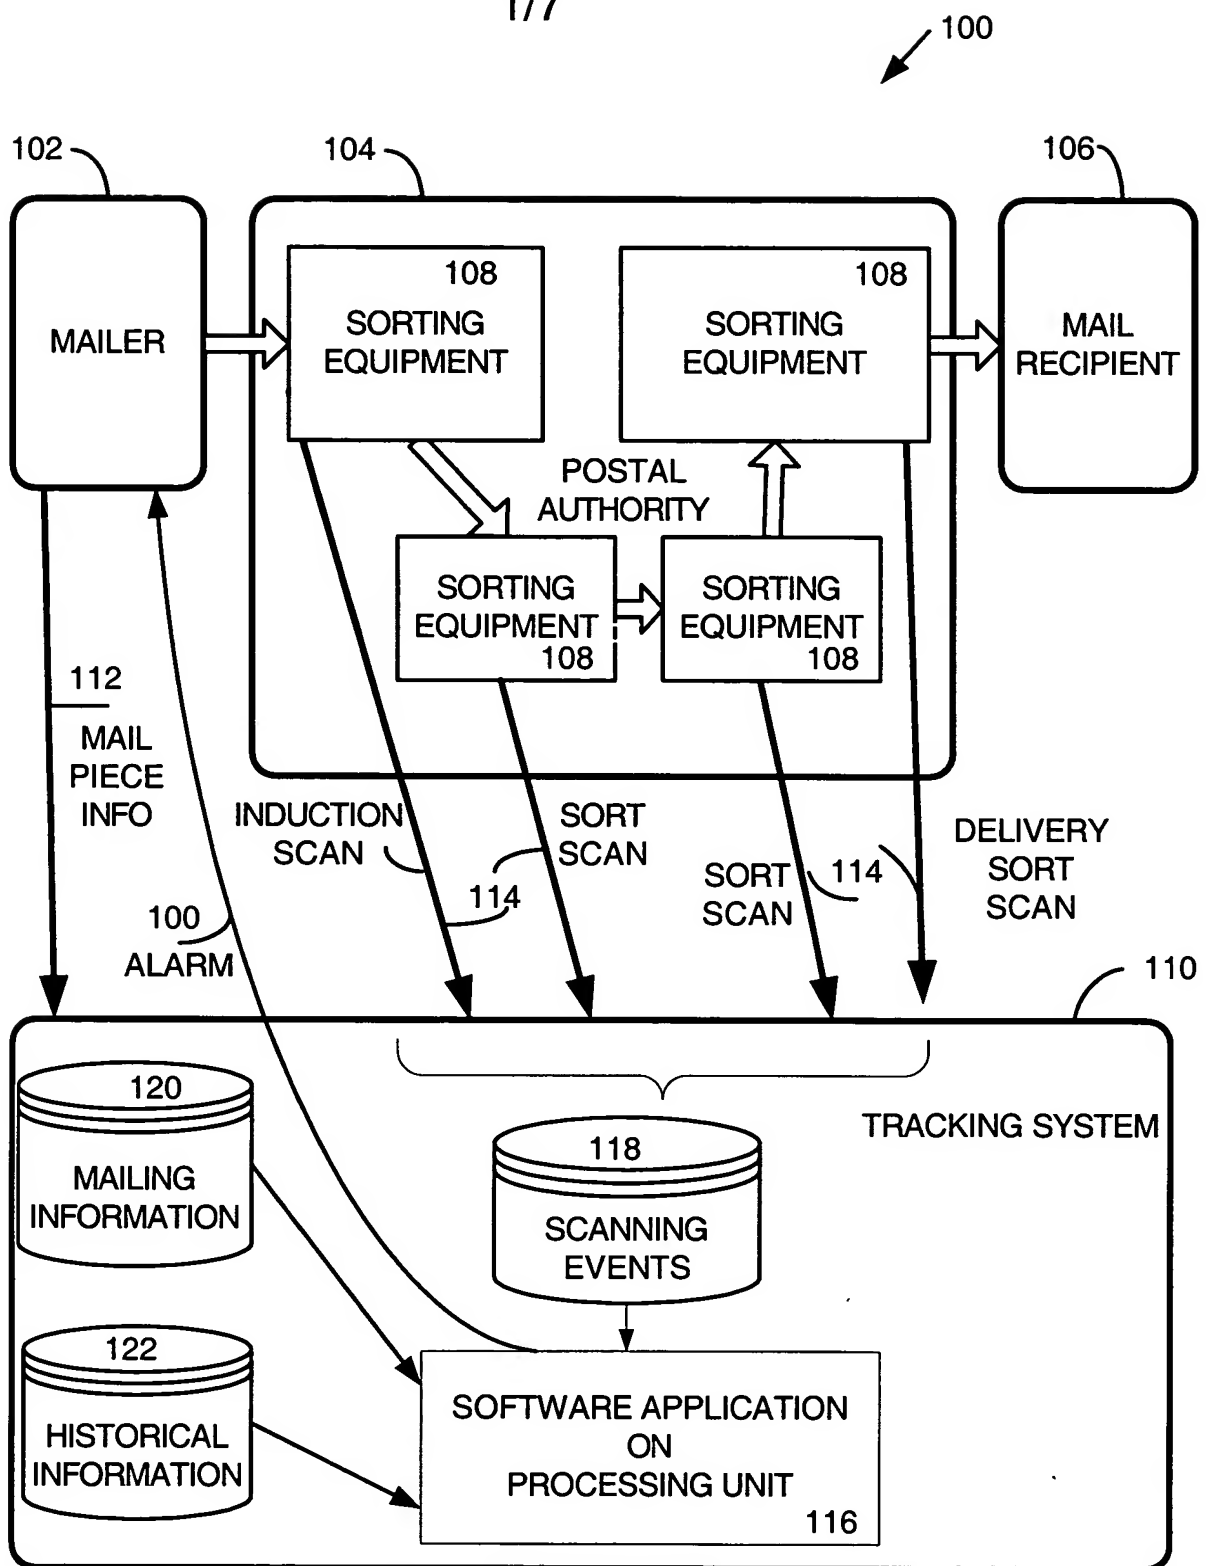 1/7
100
102
104
106
108
SORTING
EQUIPMENT
108
SORTING
EQUIPMENT
MAILER
MAIL
RECIPIENT
POSTAL
AUTHORITY
SORTING
EQUIPMENT
108
SORTING
EQUIPMENT
108
112
MAIL
PIECE
INFO
INDUCTION
SCAN
SORT
SCAN
114
SORT
SCAN
114
DELIVERY
SORT
SCAN
100
ALARM
110
120
MAILING
INFORMATION
118
SCANNING
EVENTS
TRACKING SYSTEM
122
HISTORICAL
INFORMATION
SOFTWARE APPLICATION
ON
PROCESSING UNIT
116